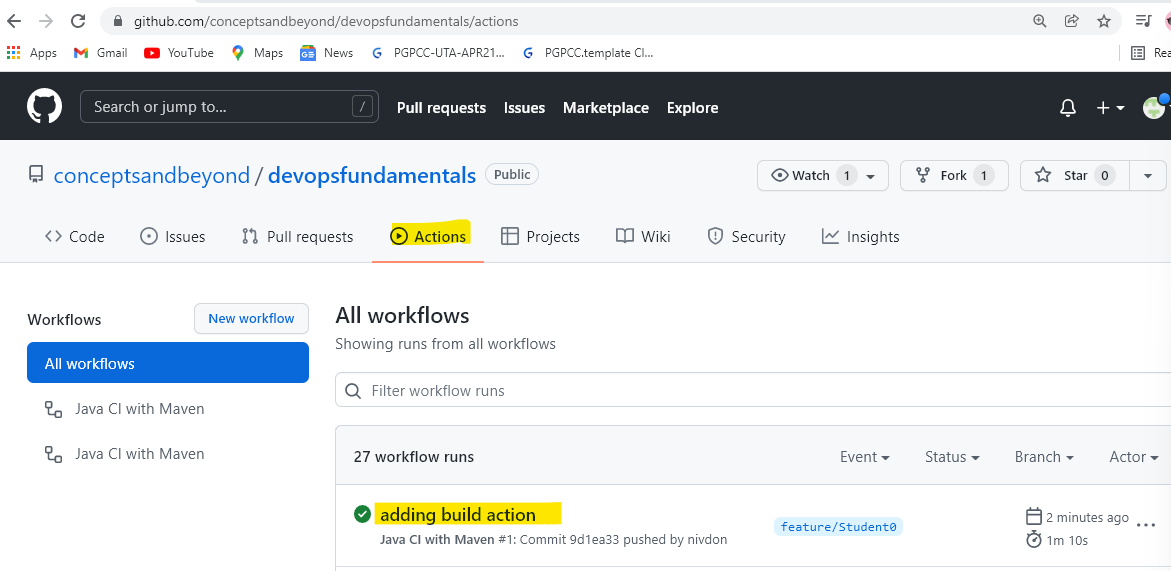 github.com/conceptsandbeyond/devopsfundamentals/actions
Apps Gmail YouTube Maps News PGPCC-UTA-APR21... PGPCC.template Cl... Rea
Search or jump to... / Pull requests Issues Marketplace Explore
conceptsandbeyond / devopsfundamentals Public Watch 1 Fork 1 Star 0
Code Issues Pull requests Actions Projects Wiki Security Insights
Workflows New workflow
All workflows
Java CI with Maven
Java CI with Maven
All workflows
Showing runs from all workflows
Filter workflow runs
27 workflow runs Event Status Branch Actor
adding build action
Java CI with Maven #1: Commit 9d1ea33 pushed by nivdon
feature/Student0
2 minutes ago ...
1m 10s